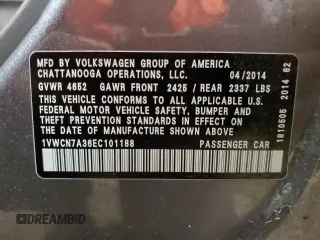 MFD BY VOLKSWAGEN GROUP OF AMERICA
CHATTANOOGA OPERATIONS, LLC. 04/2014
GVWR 4652 GAWR FRONT 2425 / REAR 2337 LBS
THIS VEHICLE CONFORMS TO ALL APPLICABLE U.S.
FEDERAL MOTOR VEHICLE SAFETY, BUMPER, AND
THEFT PREVENTION STANDARDS IN EFFECT ON THE
DATE OF MANUFACTURE SHOWN ABOVE
1VWCN7A36EC101188 PASSENGER CAR
1810505 2014 02
© DREAMBID